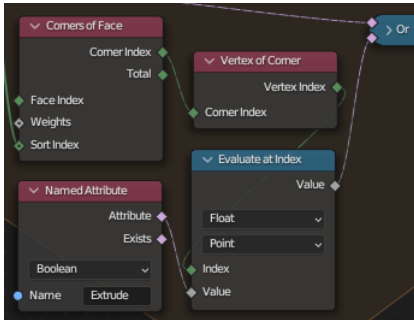 Corners of Face
Corner Index
Total
Face Index
Weights
Sort Index
Vertex of Corner
Vertex Index
Corner Index
Or
Named Attribute
Attribute
Exists
Boolean
Name Extrude
Evaluate at Index
Value
Float
Point
Index
Value